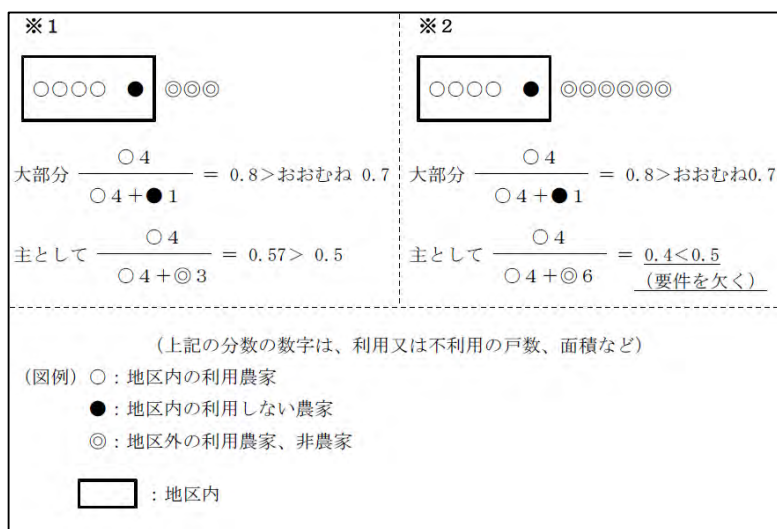 ※1
○○○○ ● ◎◎◎
大部分 ○4 / ○4+●1 = 0.8>おおむね 0.7
主として ○4 / ○4+◎3 = 0.57> 0.5
※2
○○○○ ● ◎◎◎◎◎◎
大部分 ○4 / ○4+●1 = 0.8>おおむね0.7
主として ○4 / ○4+◎6 = 0.4<0.5
(要件を欠く)
(上記の分数の数字は、利用又は不利用の戸数、面積など)
(図例) ○:地区内の利用農家
●:地区内の利用しない農家
◎:地区外の利用農家、非農家
:地区内